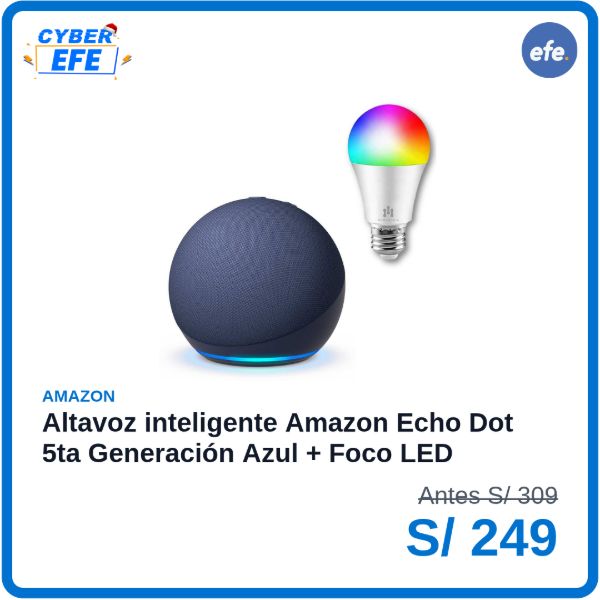 CYBER
EFE
efe.
AMAZON
Altavoz inteligente Amazon Echo Dot
5ta Generación Azul + Foco LED
Antes S/ 309
S/ 249